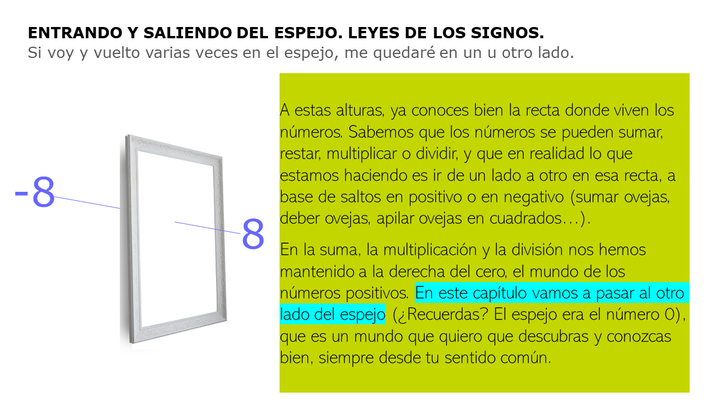 ENTRANDO Y SALIENDO DEL ESPEJO. LEYES DE LOS SIGNOS.
Si voy y vuelto varias veces en el espejo, me quedaré en un u otro lado.
-8
8
A estas alturas, ya conoces bien la recta donde viven los
números. Sabemos que los números se pueden sumar,
restar, multiplicar o dividir, y que en realidad lo que
estamos haciendo es ir de un lado a otro en esa recta, a
base de saltos en positivo o en negativo (sumar ovejas,
deber ovejas, apilar ovejas en cuadrados...).
En la suma, la multiplicación y la división nos hemos
mantenido a la derecha del cero, el mundo de los
números positivos. En este capítulo vamos a pasar al otro
lado del espejo (¿Recuerdas? El espejo era el número 0),
que es un mundo que quiero que descubras y conozcas
bien, siempre desde tu sentido común.